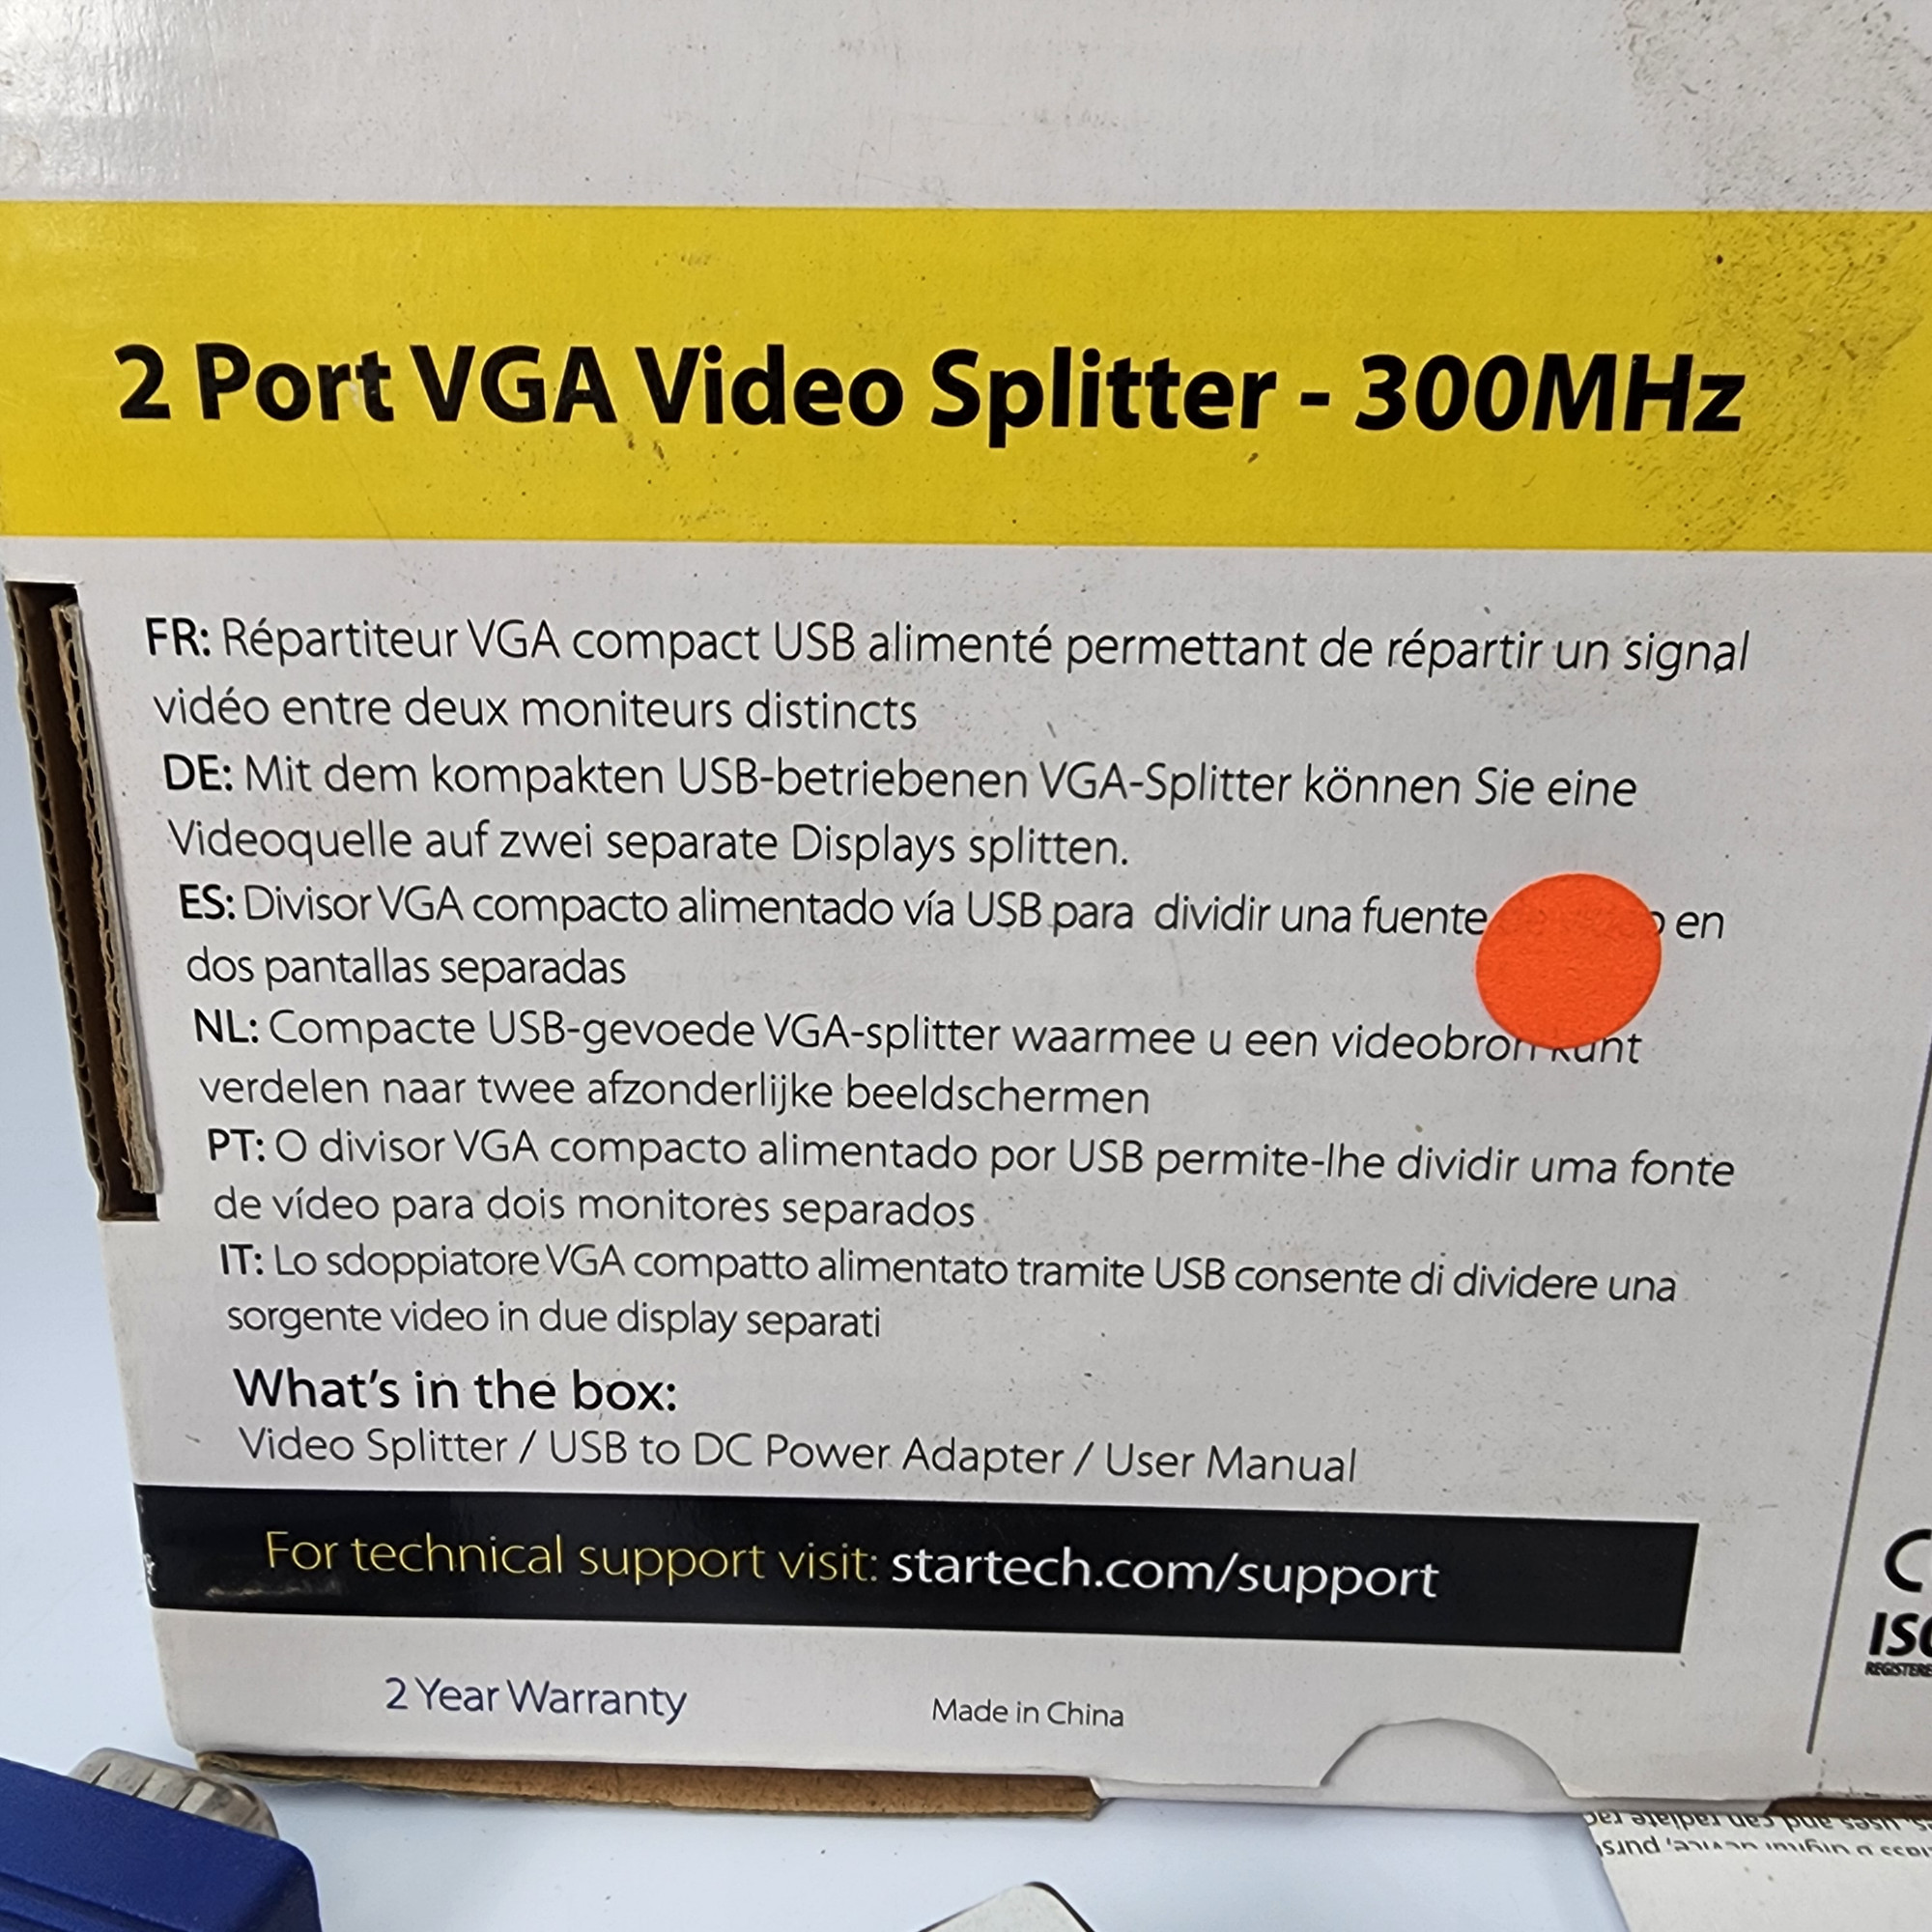 2 Port VGA Video Splitter - 300MHz
FR: Répartiteur VGA compact USB alimenté permettant de répartir un signal
vidéo entre deux moniteurs distincts
DE: Mit dem kompakten USB-betriebenen VGA-Splitter können Sie eine
Videoquelle auf zwei separate Displays splitten.
ES: Divisor VGA compacto alimentado vía USB para dividir una fuente en
dos pantallas separadas
NL: Compacte USB-gevoede VGA-splitter waarmee u een videobron kunt
verdelen naar twee afzonderlijke beeldschermen
PT: O divisor VGA compacto alimentado por USB permite-lhe dividir uma fonte
de vídeo para dois monitores separados
IT: Lo sdoppiatore VGA compatto alimentato tramite USB consente di dividere una
sorgente video in due display separati
What's in the box:
Video Splitter / USB to DC Power Adapter / User Manual
For technical support visit: startech.com/support
2 Year Warranty
Made in China
uses and can radiate